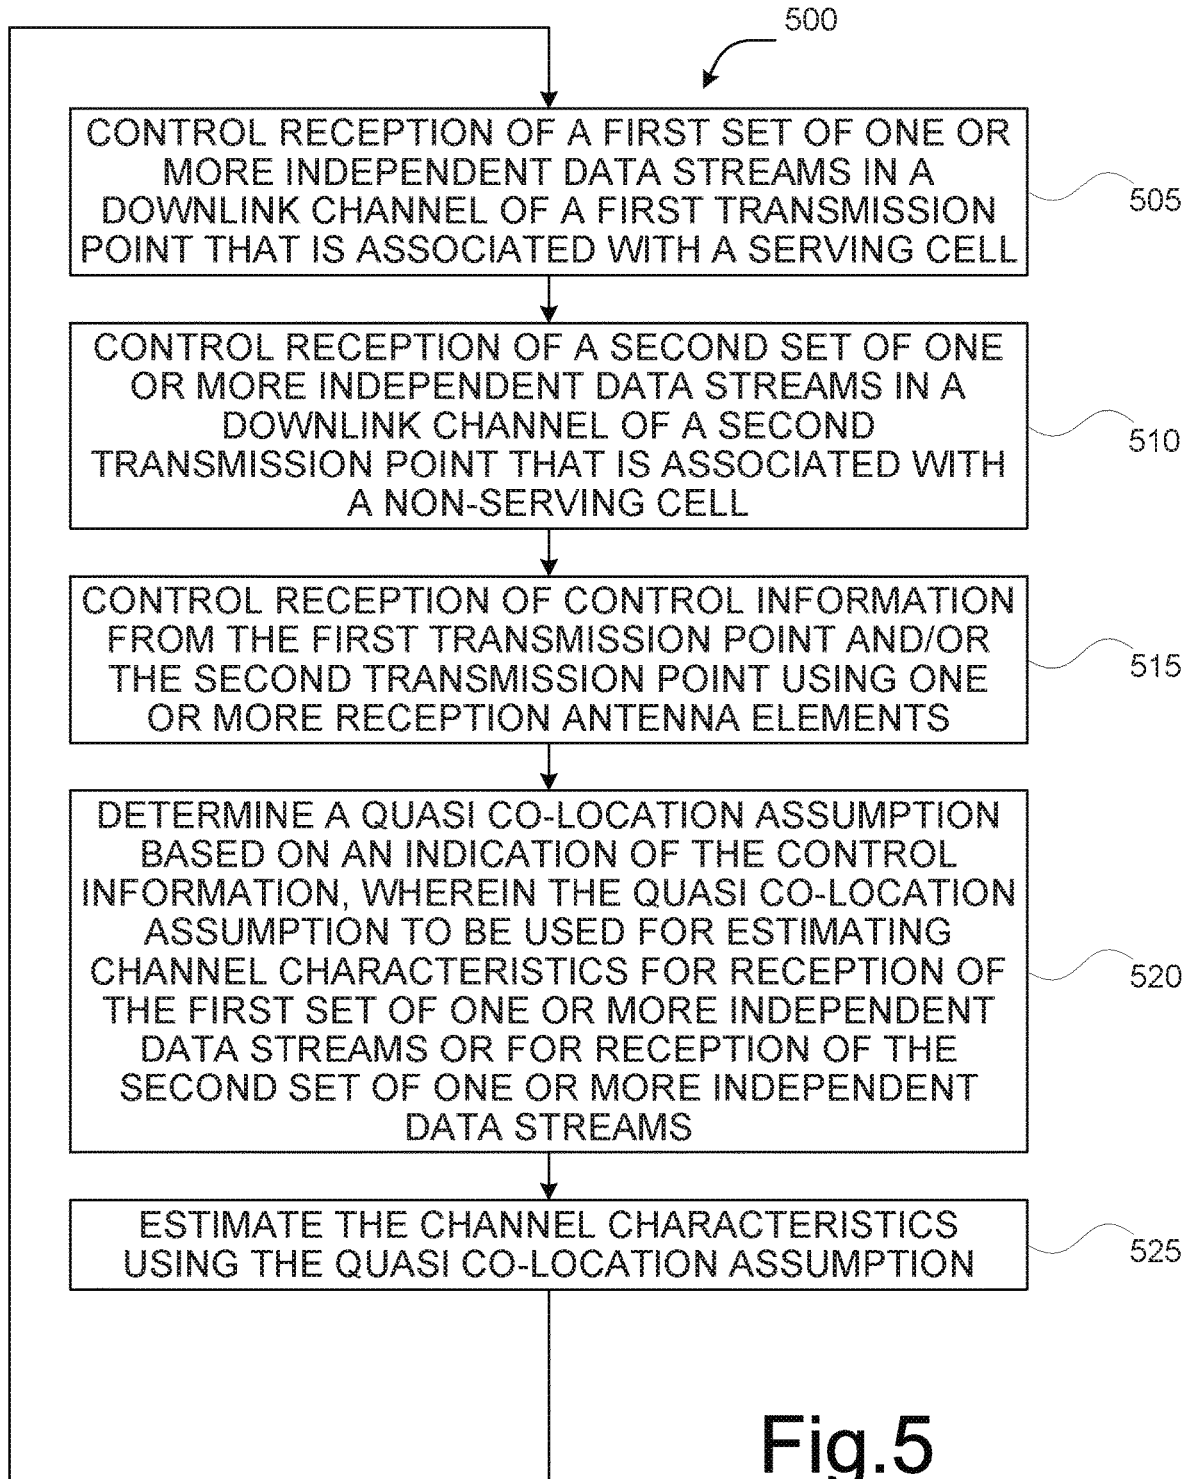 500
CONTROL RECEPTION OF A FIRST SET OF ONE OR
MORE INDEPENDENT DATA STREAMS IN A
DOWNLINK CHANNEL OF A FIRST TRANSMISSION
POINT THAT IS ASSOCIATED WITH A SERVING CELL
505
CONTROL RECEPTION OF A SECOND SET OF ONE
OR MORE INDEPENDENT DATA STREAMS IN A
DOWNLINK CHANNEL OF A SECOND
TRANSMISSION POINT THAT IS ASSOCIATED WITH
A NON-SERVING CELL
510
CONTROL RECEPTION OF CONTROL INFORMATION
FROM THE FIRST TRANSMISSION POINT AND/OR
THE SECOND TRANSMISSION POINT USING ONE
OR MORE RECEPTION ANTENNA ELEMENTS
515
DETERMINE A QUASI CO-LOCATION ASSUMPTION
BASED ON AN INDICATION OF THE CONTROL
INFORMATION, WHEREIN THE QUASI CO-LOCATION
ASSUMPTION TO BE USED FOR ESTIMATING
CHANNEL CHARACTERISTICS FOR RECEPTION OF
THE FIRST SET OF ONE OR MORE INDEPENDENT
DATA STREAMS OR FOR RECEPTION OF THE
SECOND SET OF ONE OR MORE INDEPENDENT
DATA STREAMS
520
ESTIMATE THE CHANNEL CHARACTERISTICS
USING THE QUASI CO-LOCATION ASSUMPTION
525
Fig.5